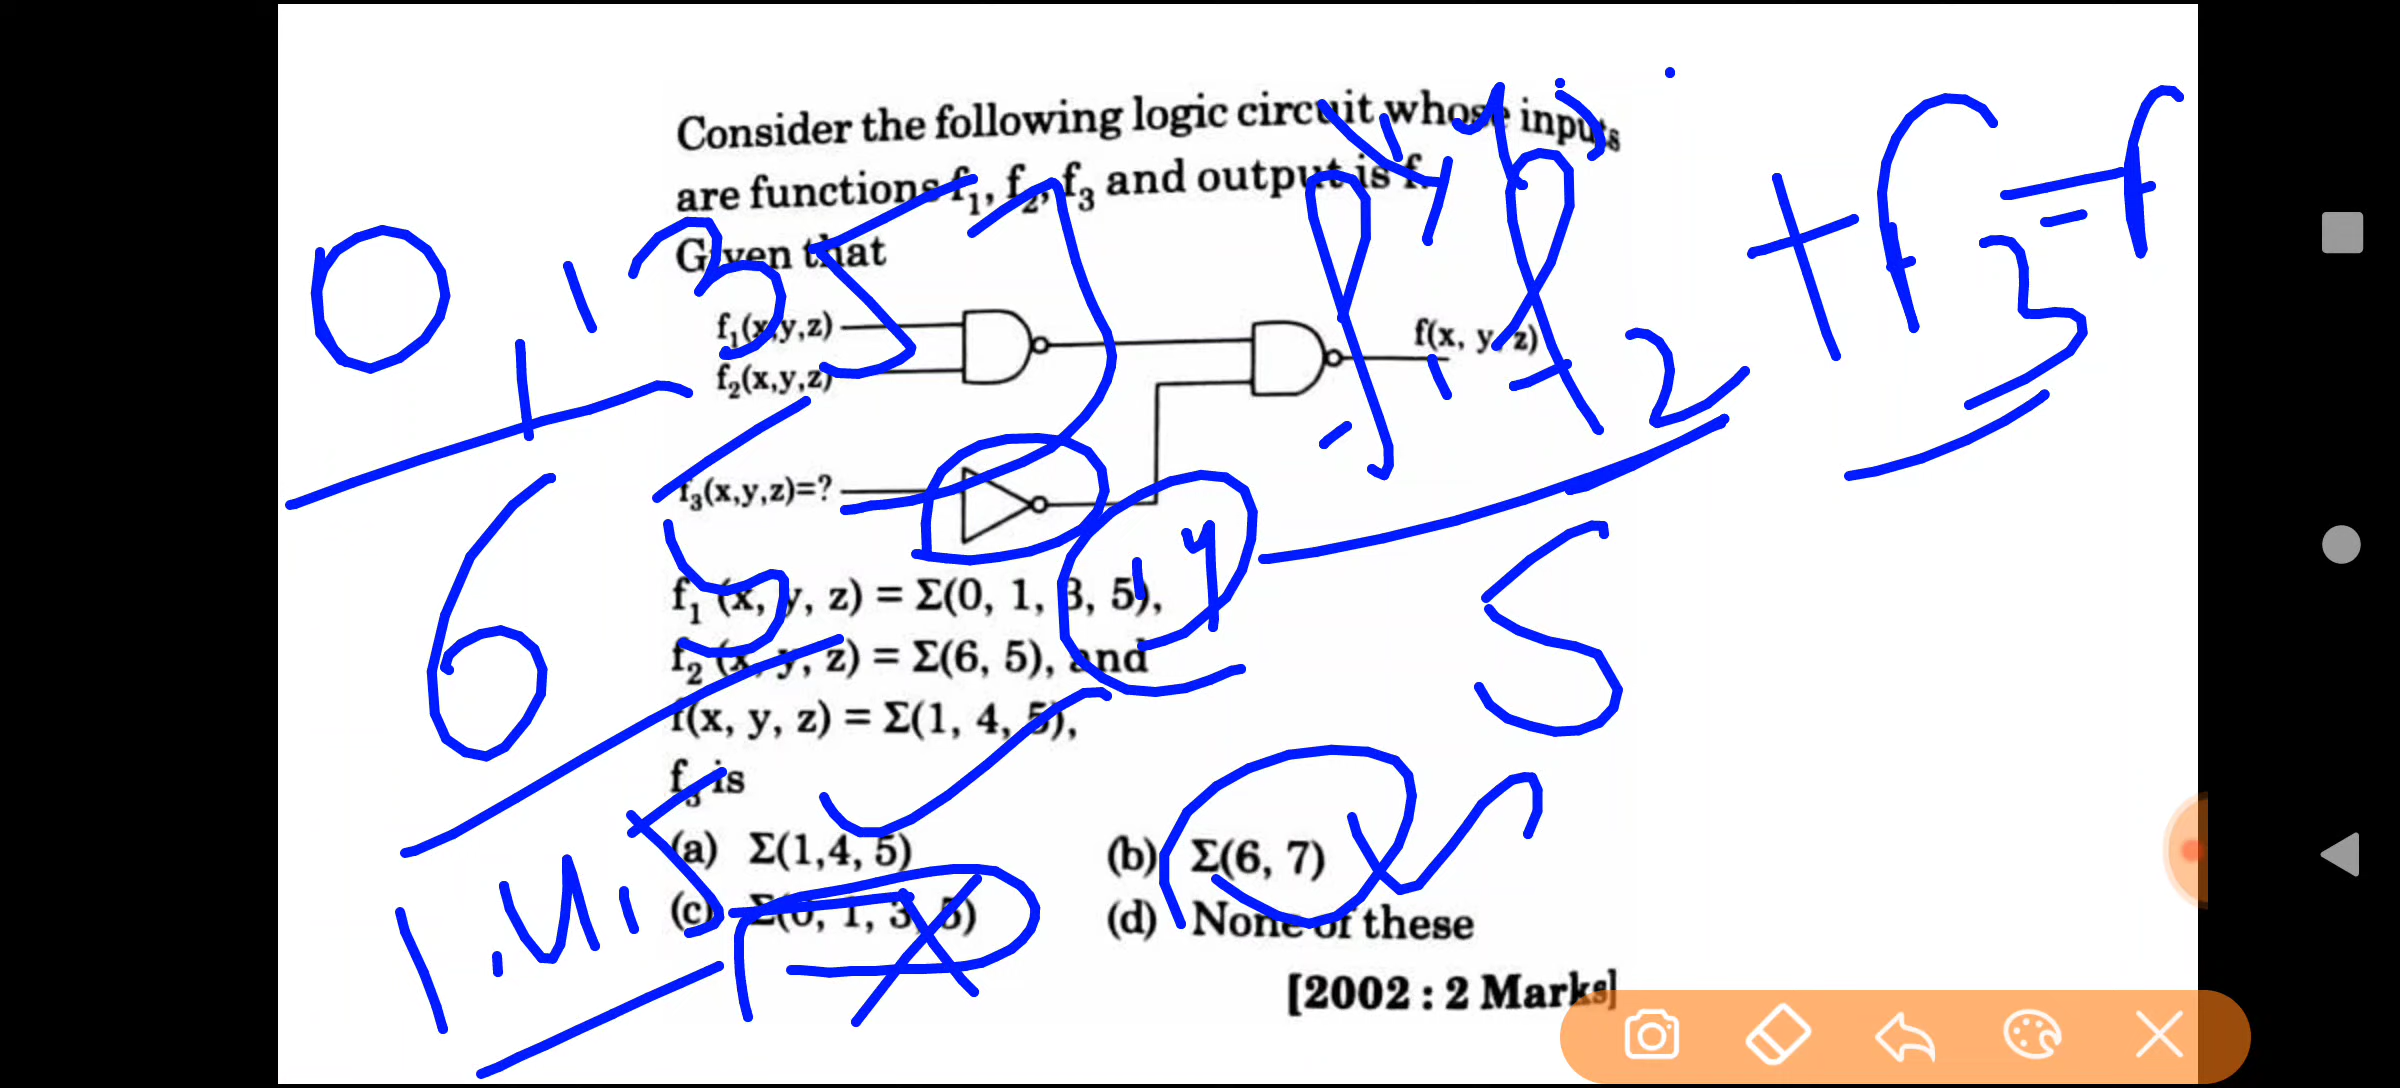 Consider the following logic circuit whose inputs
are functions f₁, f₂, f₃ and output is f.
Given that
f₁(x,y,z)
f₂(x,y,z)
f(x, y, z)
f₃(x,y,z)=?
f₁ (x, y, z) = Σ(0, 1, 3, 5),
f₂ (x, y, z) = Σ(6, 5), and
f(x, y, z) = Σ(1, 4, 5),
f₃ is
(a) Σ(1,4, 5) (b) Σ(6, 7)
(c) Σ(0, 1, 3, 5) (d) None of these
[2002 : 2 Marks]
0, 1, 3, 5
6, 5
1, 4, 5
+ f3 = f
5